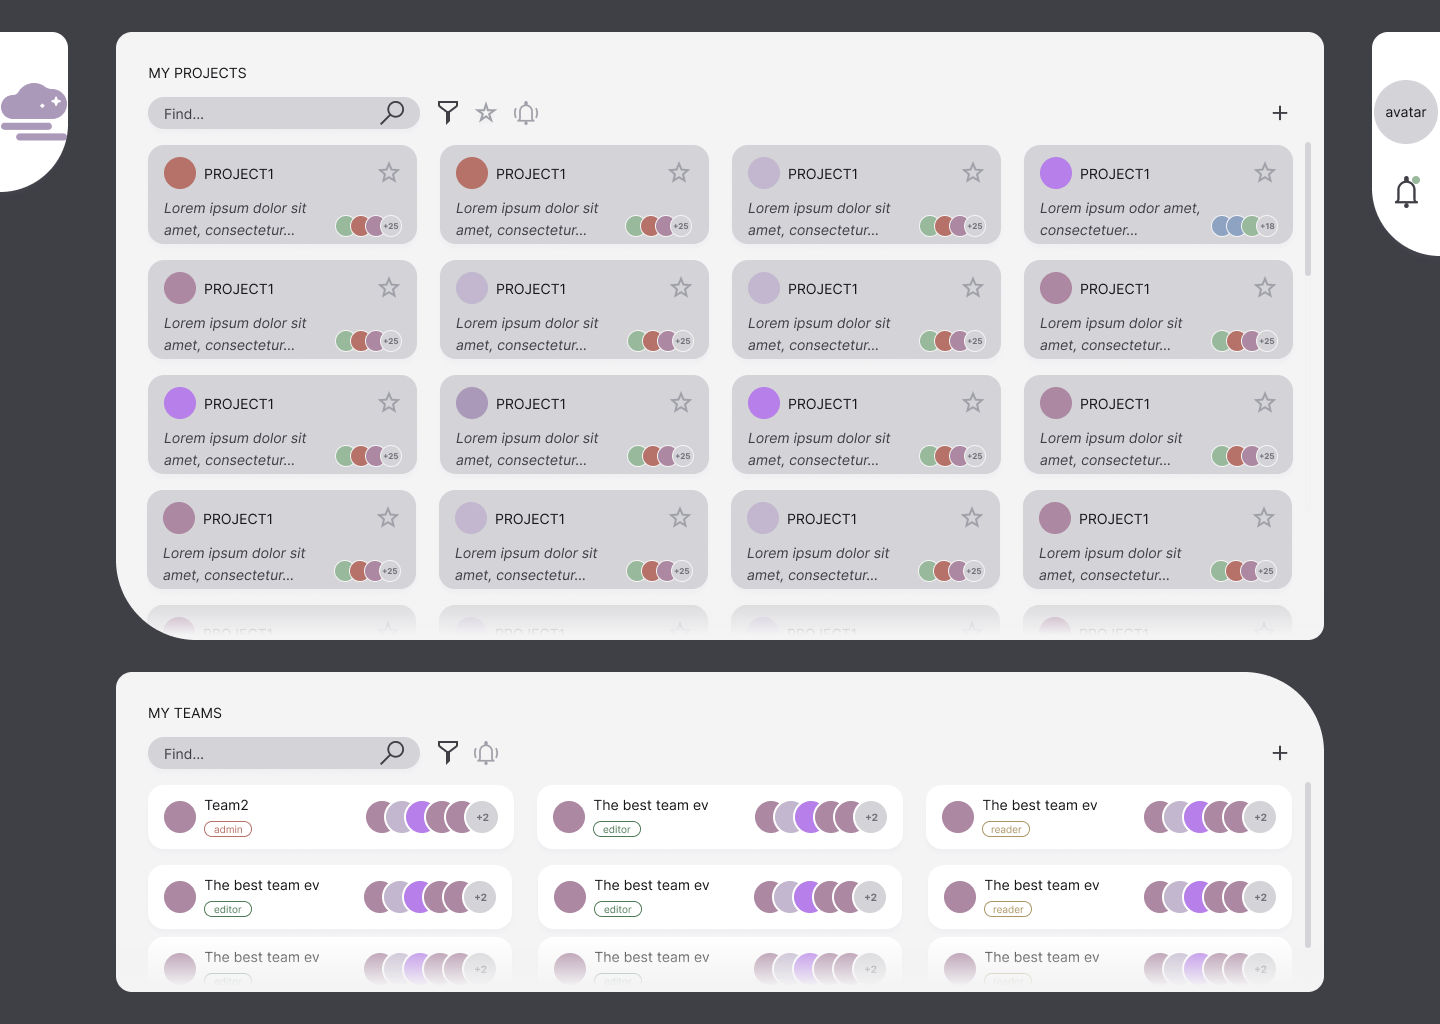 MY PROJECTS
avatar
Find...
PROJECT1
PROJECT1
PROJECT1
PROJECT1
Lorem ipsum dolor sit
amet, consectetur...
+25
Lorem ipsum dolor sit
amet, consectetur...
+25
Lorem ipsum dolor sit
amet, consectetur...
+25
Lorem ipsum odor amet,
consectetuer...
+18
PROJECT1
PROJECT1
PROJECT1
PROJECT1
Lorem ipsum dolor sit
amet, consectetur...
+25
Lorem ipsum dolor sit
amet, consectetur...
+25
Lorem ipsum dolor sit
amet, consectetur...
+25
Lorem ipsum dolor sit
amet, consectetur...
+25
PROJECT1
PROJECT1
PROJECT1
PROJECT1
Lorem ipsum dolor sit
amet, consectetur...
+25
Lorem ipsum dolor sit
amet, consectetur...
+25
Lorem ipsum dolor sit
amet, consectetur...
+25
Lorem ipsum dolor sit
amet, consectetur...
+25
PROJECT1
PROJECT1
PROJECT1
PROJECT1
Lorem ipsum dolor sit
amet, consectetur...
+25
Lorem ipsum dolor sit
amet, consectetur...
+25
Lorem ipsum dolor sit
amet, consectetur...
+25
Lorem ipsum dolor sit
amet, consectetur...
+25
PROJECT1
PROJECT1
PROJECT1
PROJECT1
MY TEAMS
Find...
Team2
admin
+2
The best team ev
editor
+2
The best team ev
reader
+2
The best team ev
editor
+2
The best team ev
editor
+2
The best team ev
reader
+2
The best team ev
editor
+2
The best team ev
editor
+2
The best team ev
reader
+2